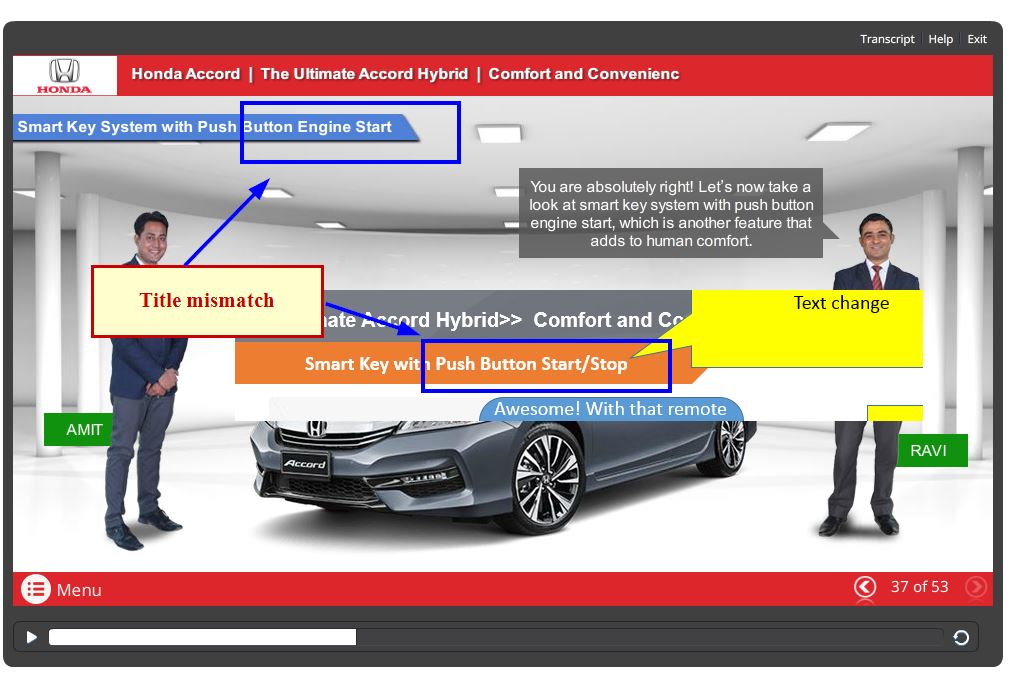 Transcript Help Exit
HONDA
Honda Accord | The Ultimate Accord Hybrid | Comfort and Convenienc
Smart Key System with Push Button Engine Start
You are absolutely right! Let's now take a
look at smart key system with push button
engine start, which is another feature that
adds to human comfort.
Title mismatch
Text change
mate Accord Hybrid>> Comfort and Co
Smart Key with Push Button Start/Stop
Awesome! With that remote
AMIT
Accord
RAVI
Menu
37 of 53